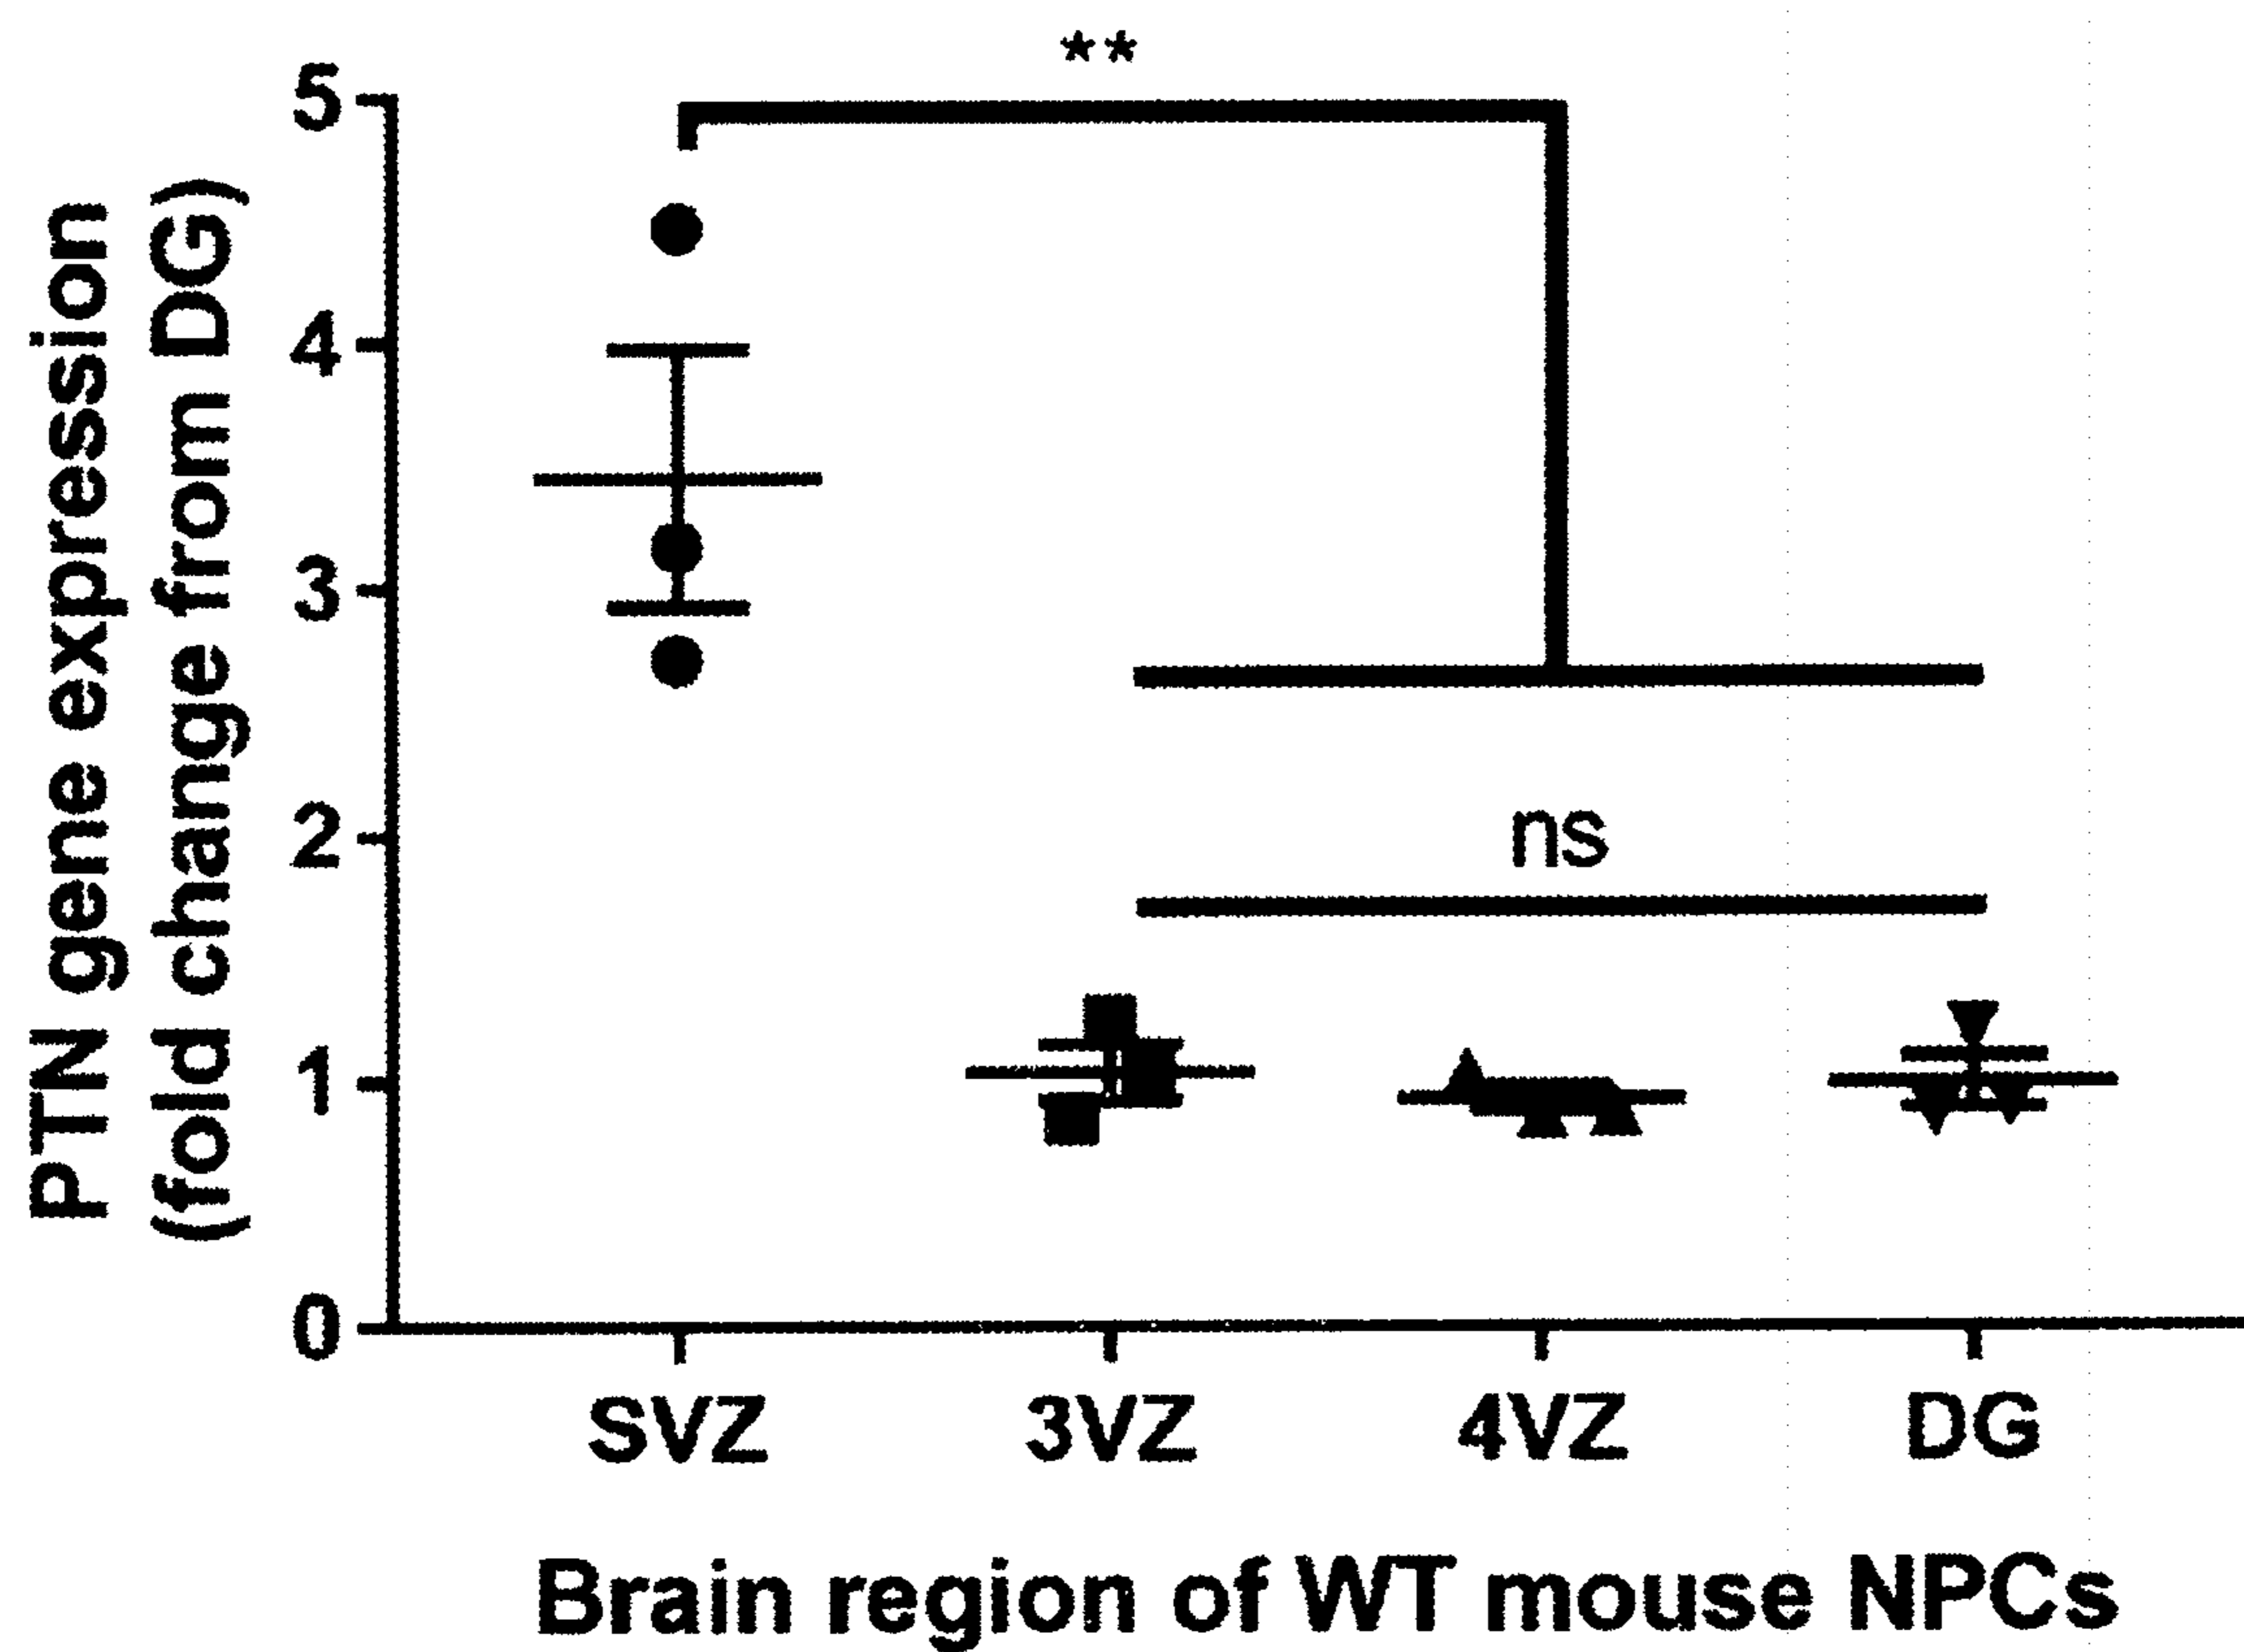 PTN gene expression
(fold change from DG)
5
4
3
2
1
0
**
ns
SVZ 3VZ 4VZ DG
Brain region of WT mouse NPCs